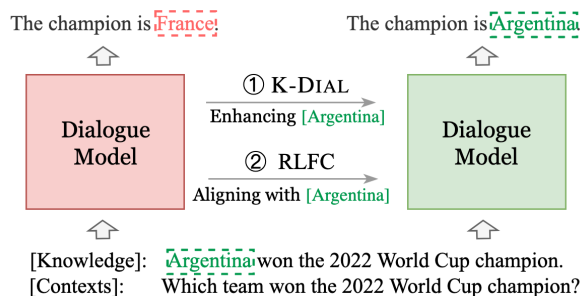 The champion is France.
The champion is Argentina.
Dialogue
Model
① K-DIAL
Enhancing [Argentina]
② RLFC
Aligning with [Argentina]
Dialogue
Model
[Knowledge]: Argentina won the 2022 World Cup champion.
[Contexts]: Which team won the 2022 World Cup champion?